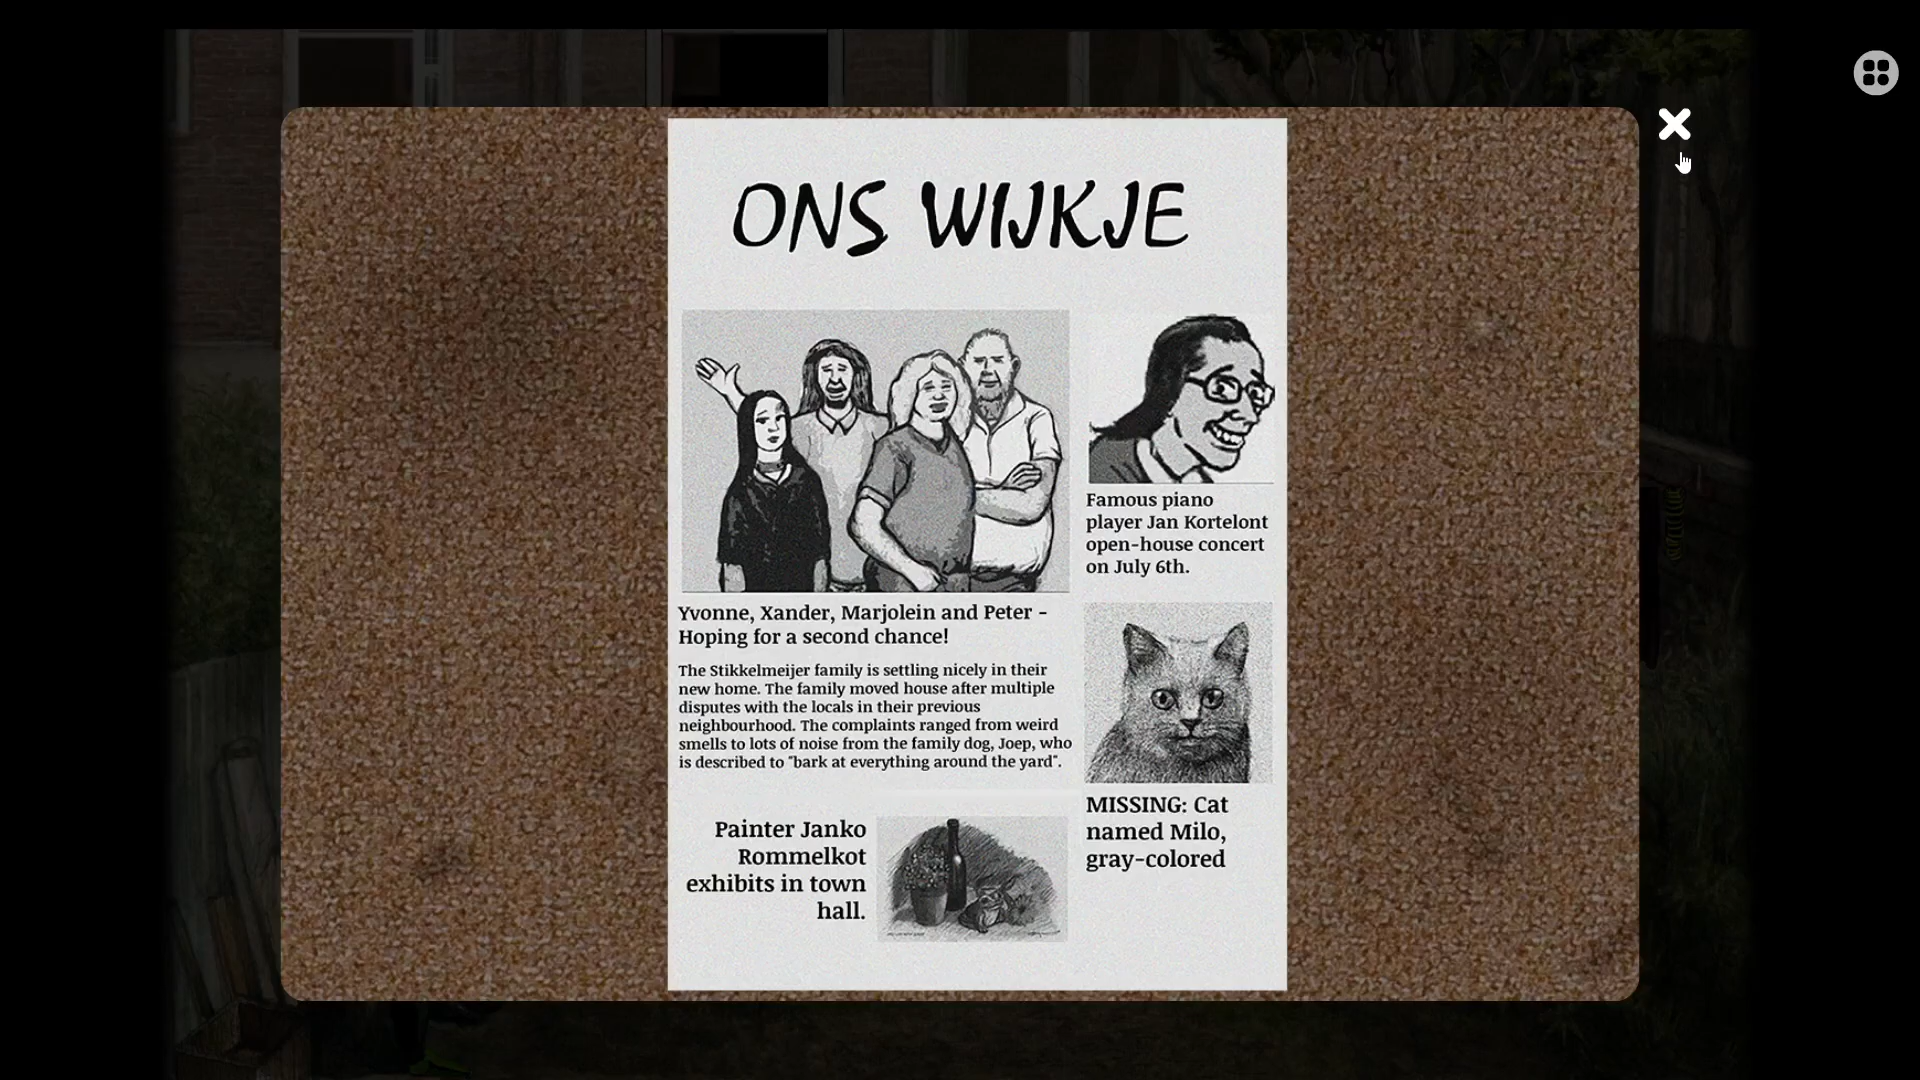 ONS WIJKJE
Yvonne, Xander, Marjolein and Peter -
Hoping for a second chance!
The Stikkelmeijer family is settling nicely in their
new home. The family moved house after multiple
disputes with the locals in their previous
neighbourhood. The complaints ranged from weird
smells to lots of noise from the family dog, Joep, who
is described to "bark at everything around the yard".
Painter Janko
Rommelkot
exhibits in town
hall.
Famous piano
player Jan Kortelont
open-house concert
on July 6th.
MISSING: Cat
named Milo,
gray-colored